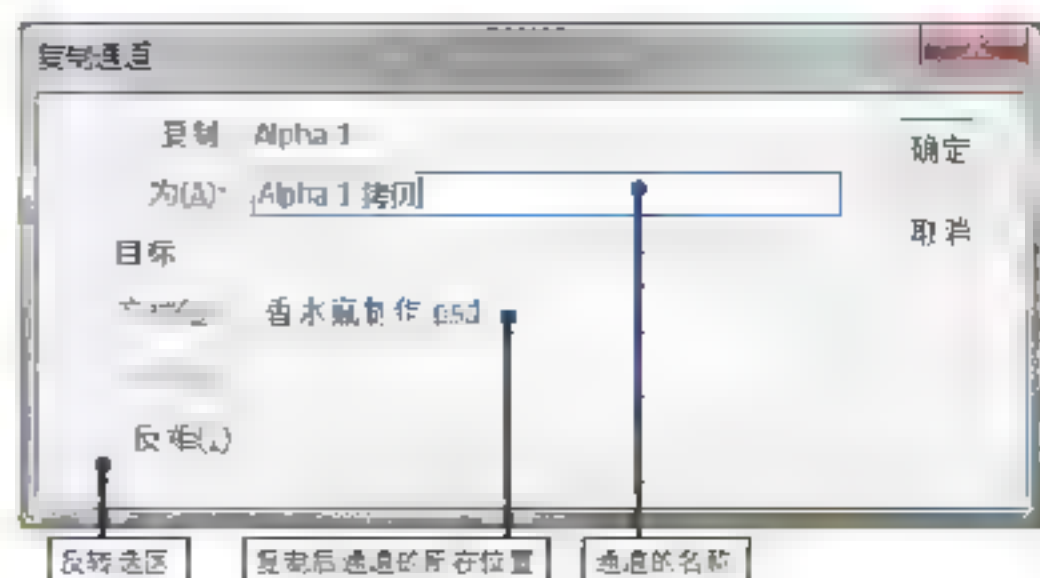 复制通道
复制 Alpha 1
确定
为(A): Alpha 1 拷贝
取消
目标
香水瓶制作.psd
反相(I)
反转选区
复制后通道的所在位置
通道的名称